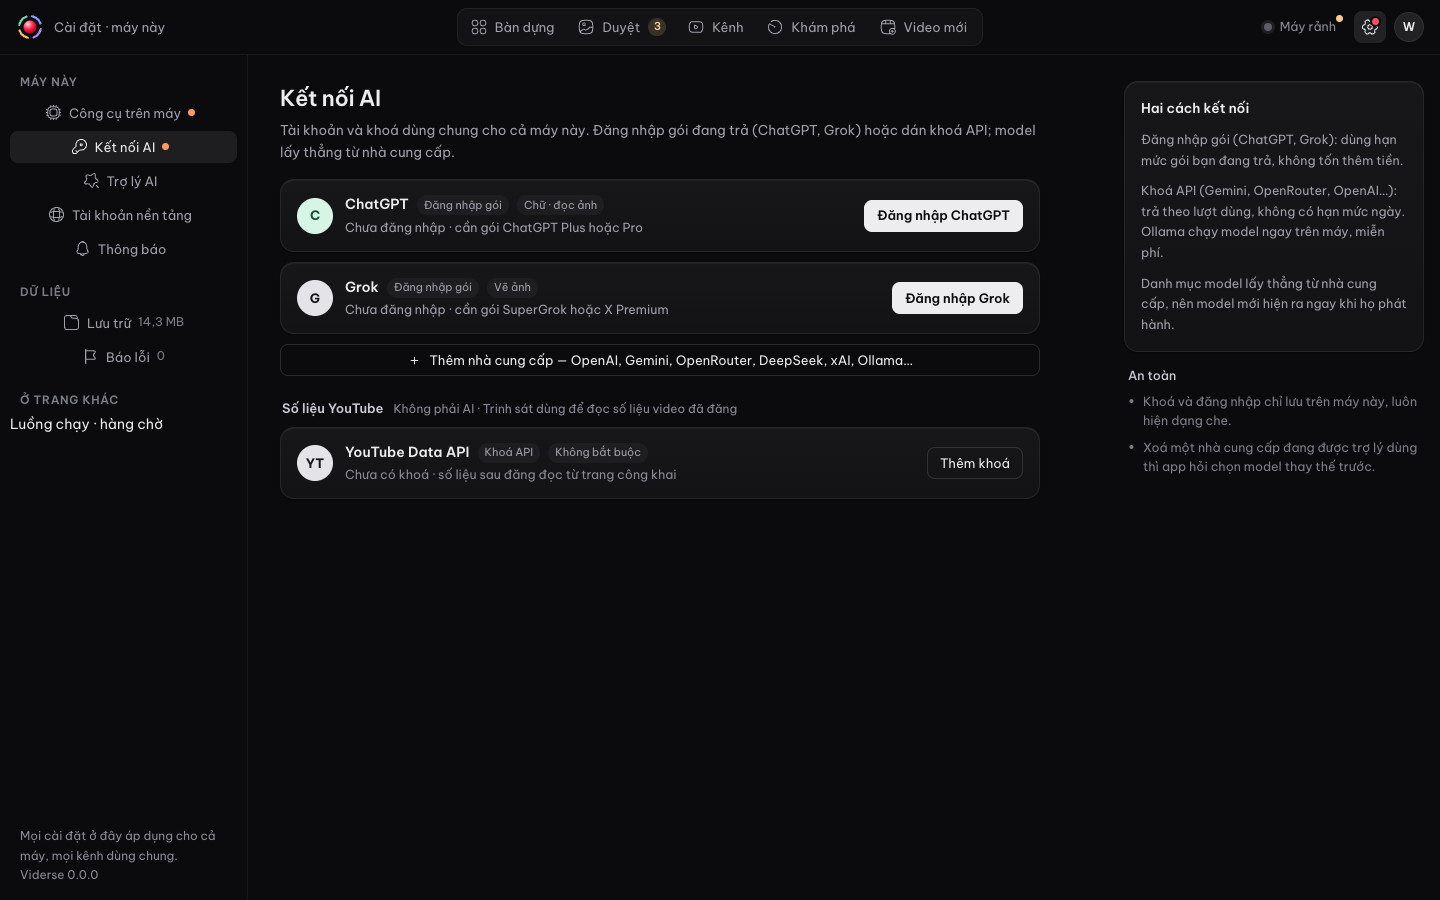 Cài đặt · máy này
Bàn dựng
Duyệt 3
Kênh
Khám phá
Video mới
Máy rảnh
W
MÁY NÀY
Công cụ trên máy
Kết nối AI
Trợ lý AI
Tài khoản nền tảng
Thông báo
DỮ LIỆU
Lưu trữ 14,3 MB
Báo lỗi 0
Ở TRANG KHÁC
Luồng chạy · hàng chờ
Mọi cài đặt ở đây áp dụng cho cả
máy, mọi kênh dùng chung.
Viderse 0.0.0
Kết nối AI
Tài khoản và khoá dùng chung cho cả máy này. Đăng nhập gói đang trả (ChatGPT, Grok) hoặc dán khoá API; model
lấy thẳng từ nhà cung cấp.
C
ChatGPT Đăng nhập gói Chữ · đọc ảnh
Chưa đăng nhập · cần gói ChatGPT Plus hoặc Pro
Đăng nhập ChatGPT
G
Grok Đăng nhập gói Vẽ ảnh
Chưa đăng nhập · cần gói SuperGrok hoặc X Premium
Đăng nhập Grok
+ Thêm nhà cung cấp — OpenAI, Gemini, OpenRouter, DeepSeek, xAI, Ollama…
Số liệu YouTube Không phải AI · Trinh sát dùng để đọc số liệu video đã đăng
YT
YouTube Data API Khoá API Không bắt buộc
Chưa có khoá · số liệu sau đăng đọc từ trang công khai
Thêm khoá
Hai cách kết nối
Đăng nhập gói (ChatGPT, Grok): dùng hạn
mức gói bạn đang trả, không tốn thêm tiền.
Khoá API (Gemini, OpenRouter, OpenAI…):
trả theo lượt dùng, không có hạn mức ngày.
Ollama chạy model ngay trên máy, miễn
phí.
Danh mục model lấy thẳng từ nhà cung
cấp, nên model mới hiện ra ngay khi họ phát
hành.
An toàn
• Khoá và đăng nhập chỉ lưu trên máy này, luôn
hiện dạng che.
• Xoá một nhà cung cấp đang được trợ lý dùng
thì app hỏi chọn model thay thế trước.